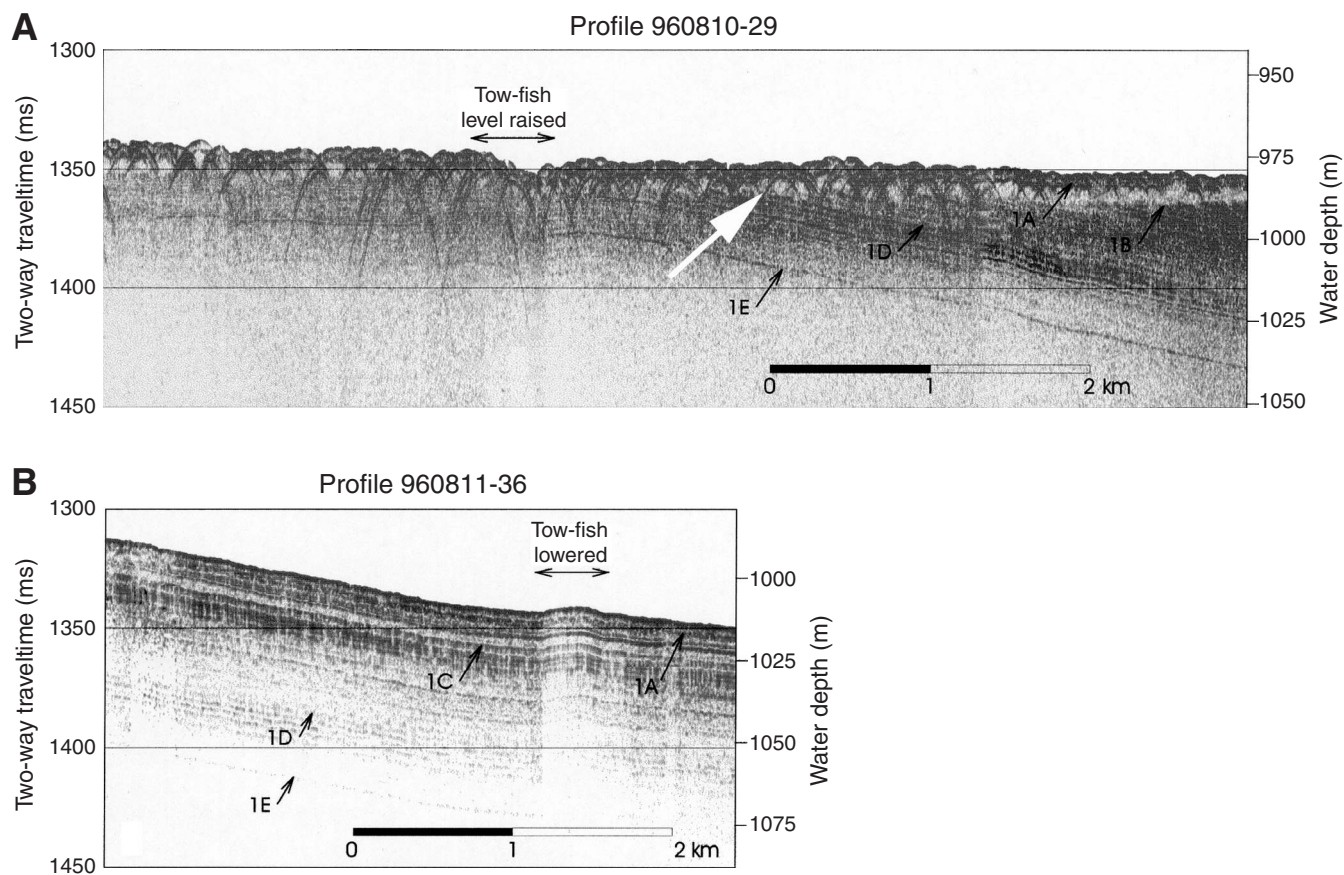 A
Profile 960810-29
1300
1350
1400
1450
Two-way traveltime (ms)
Tow-fish
level raised
1A
1B
1D
1E
0 1 2 km
950
975
1000
1025
1050
Water depth (m)
B
Profile 960811-36
1300
1350
1400
1450
Two-way traveltime (ms)
Tow-fish
lowered
1C
1A
1D
1E
0 1 2 km
1000
1025
1050
1075
Water depth (m)